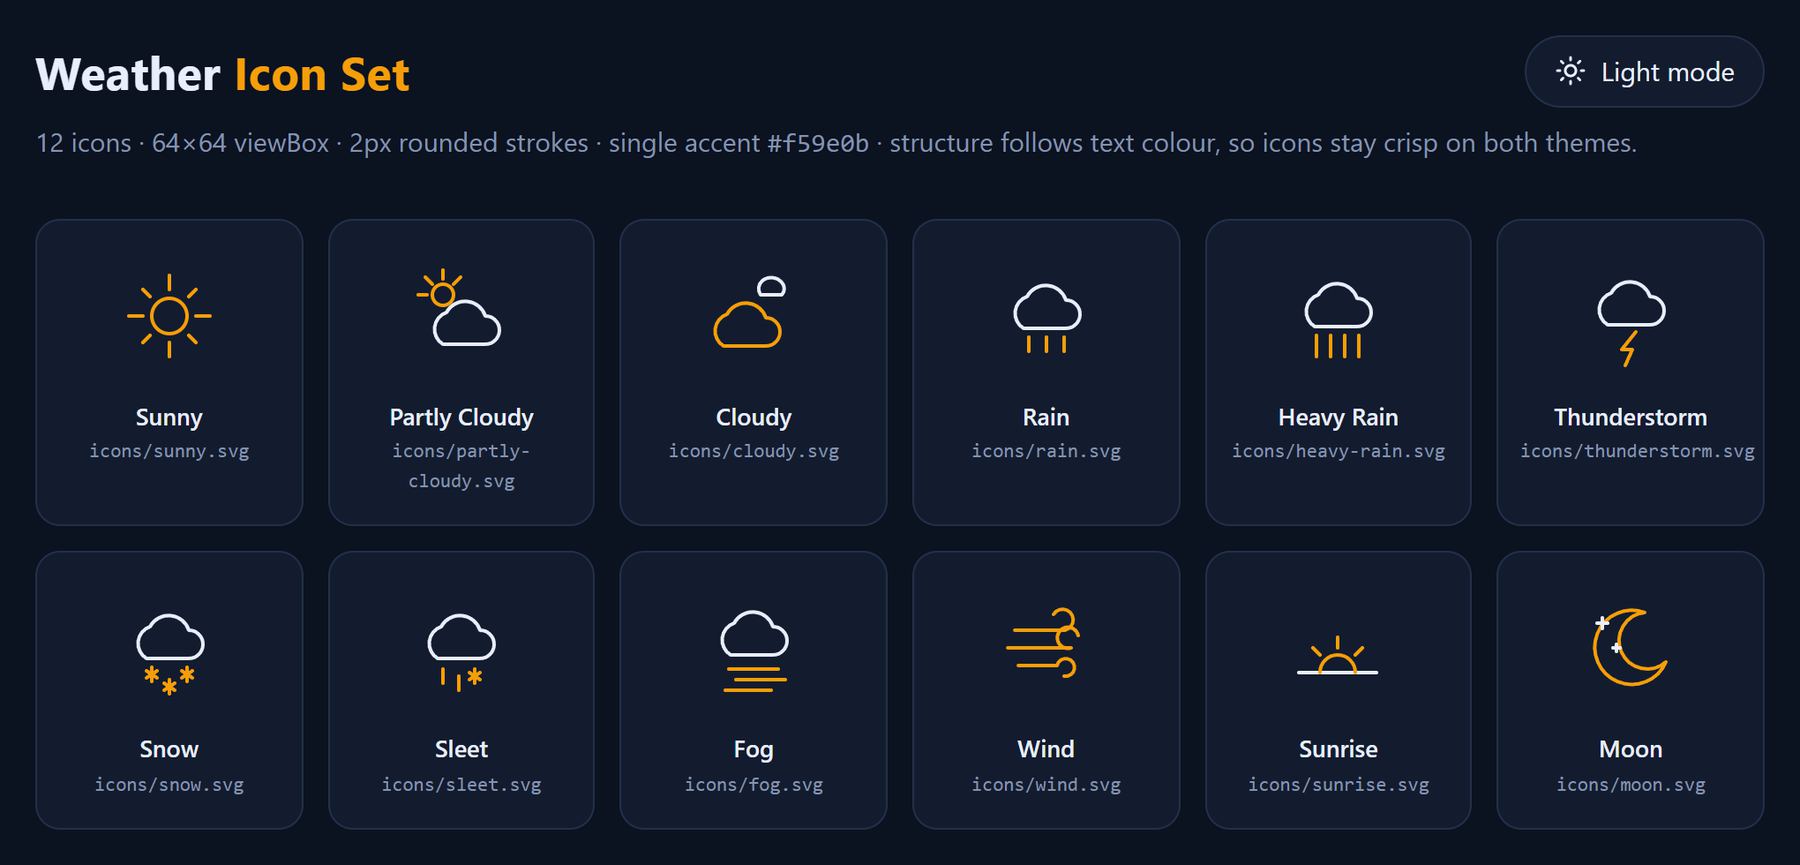 Weather Icon Set
Light mode
12 icons · 64×64 viewBox · 2px rounded strokes · single accent #f59e0b · structure follows text colour, so icons stay crisp on both themes.
Sunny
icons/sunny.svg
Partly Cloudy
icons/partly-
cloudy.svg
Cloudy
icons/cloudy.svg
Rain
icons/rain.svg
Heavy Rain
icons/heavy-rain.svg
Thunderstorm
icons/thunderstorm.svg
Snow
icons/snow.svg
Sleet
icons/sleet.svg
Fog
icons/fog.svg
Wind
icons/wind.svg
Sunrise
icons/sunrise.svg
Moon
icons/moon.svg